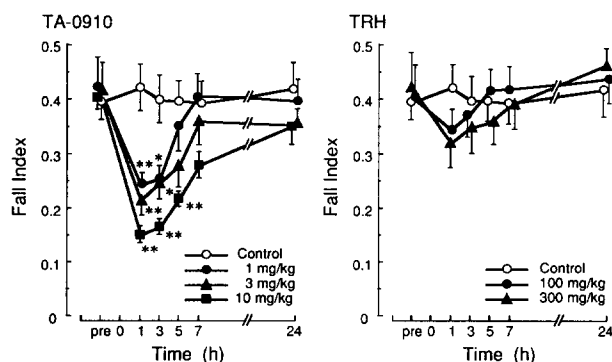 TA-0910
Fall Index
0.5
0.4
0.3
0.2
0.1
0
** *
** *
** ** **
Control
1 mg/kg
3 mg/kg
10 mg/kg
pre 0 1 3 5 7 24
Time (h)
TRH
Fall Index
0.5
0.4
0.3
0.2
0.1
0
Control
100 mg/kg
300 mg/kg
pre 0 1 3 5 7 24
Time (h)